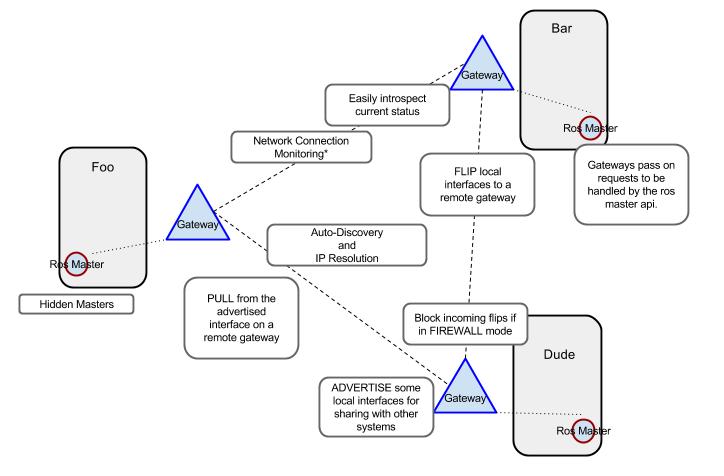 Bar
Gateway
Easily introspect
current status
Ros Master
Network Connection
Monitoring*
Gateways pass on
requests to be
handled by the ros
master api.
Foo
FLIP local
interfaces to a
remote gateway
Gateway
Auto-Discovery
and
IP Resolution
Ros Master
Hidden Masters
PULL from the
advertised
interface on a
remote gateway
Block incoming flips if
in FIREWALL mode
Dude
ADVERTISE some
local interfaces for
sharing with other
systems
Gateway
Ros Master